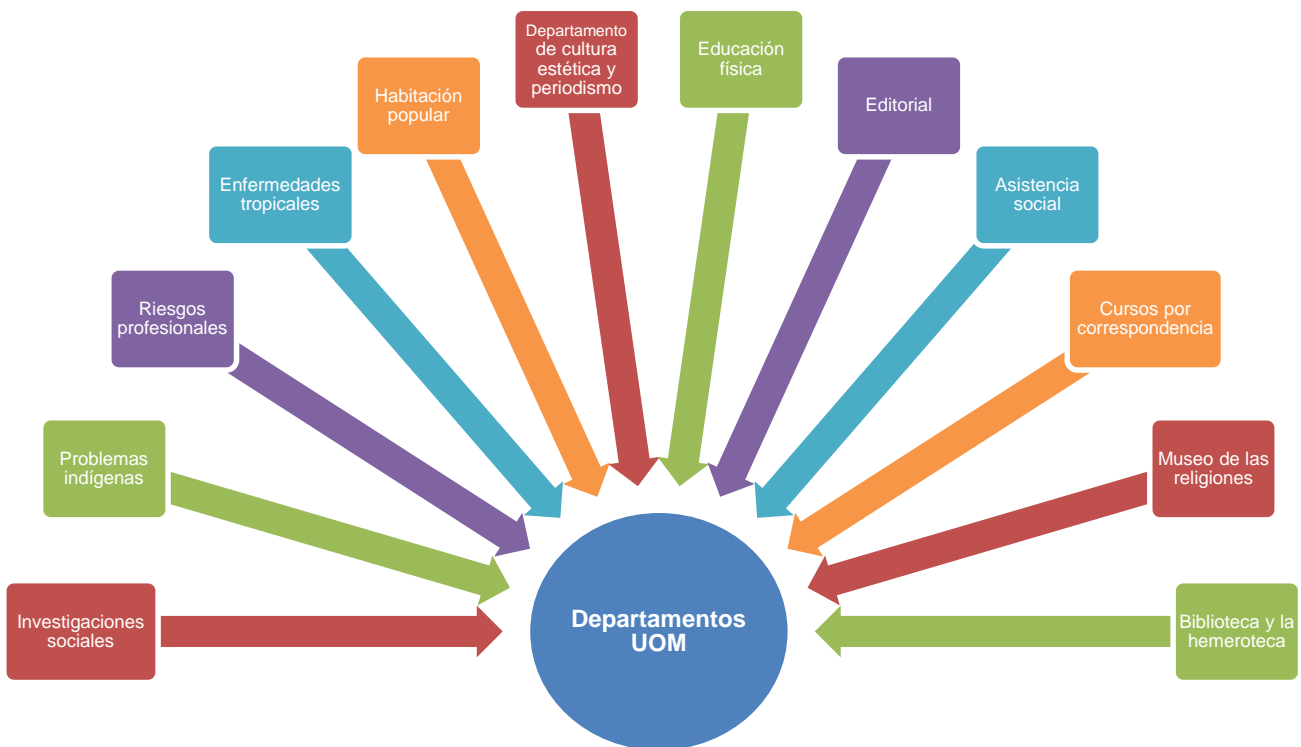 Departamento
de cultura
estética y
periodismo
Educación
física
Habitación
popular
Editorial
Enfermedades
tropicales
Asistencia
social
Riesgos
profesionales
Cursos por
correspondencia
Problemas
indígenas
Museo de las
religiones
Investigaciones
sociales
Departamentos
UOM
Biblioteca y la
hemeroteca